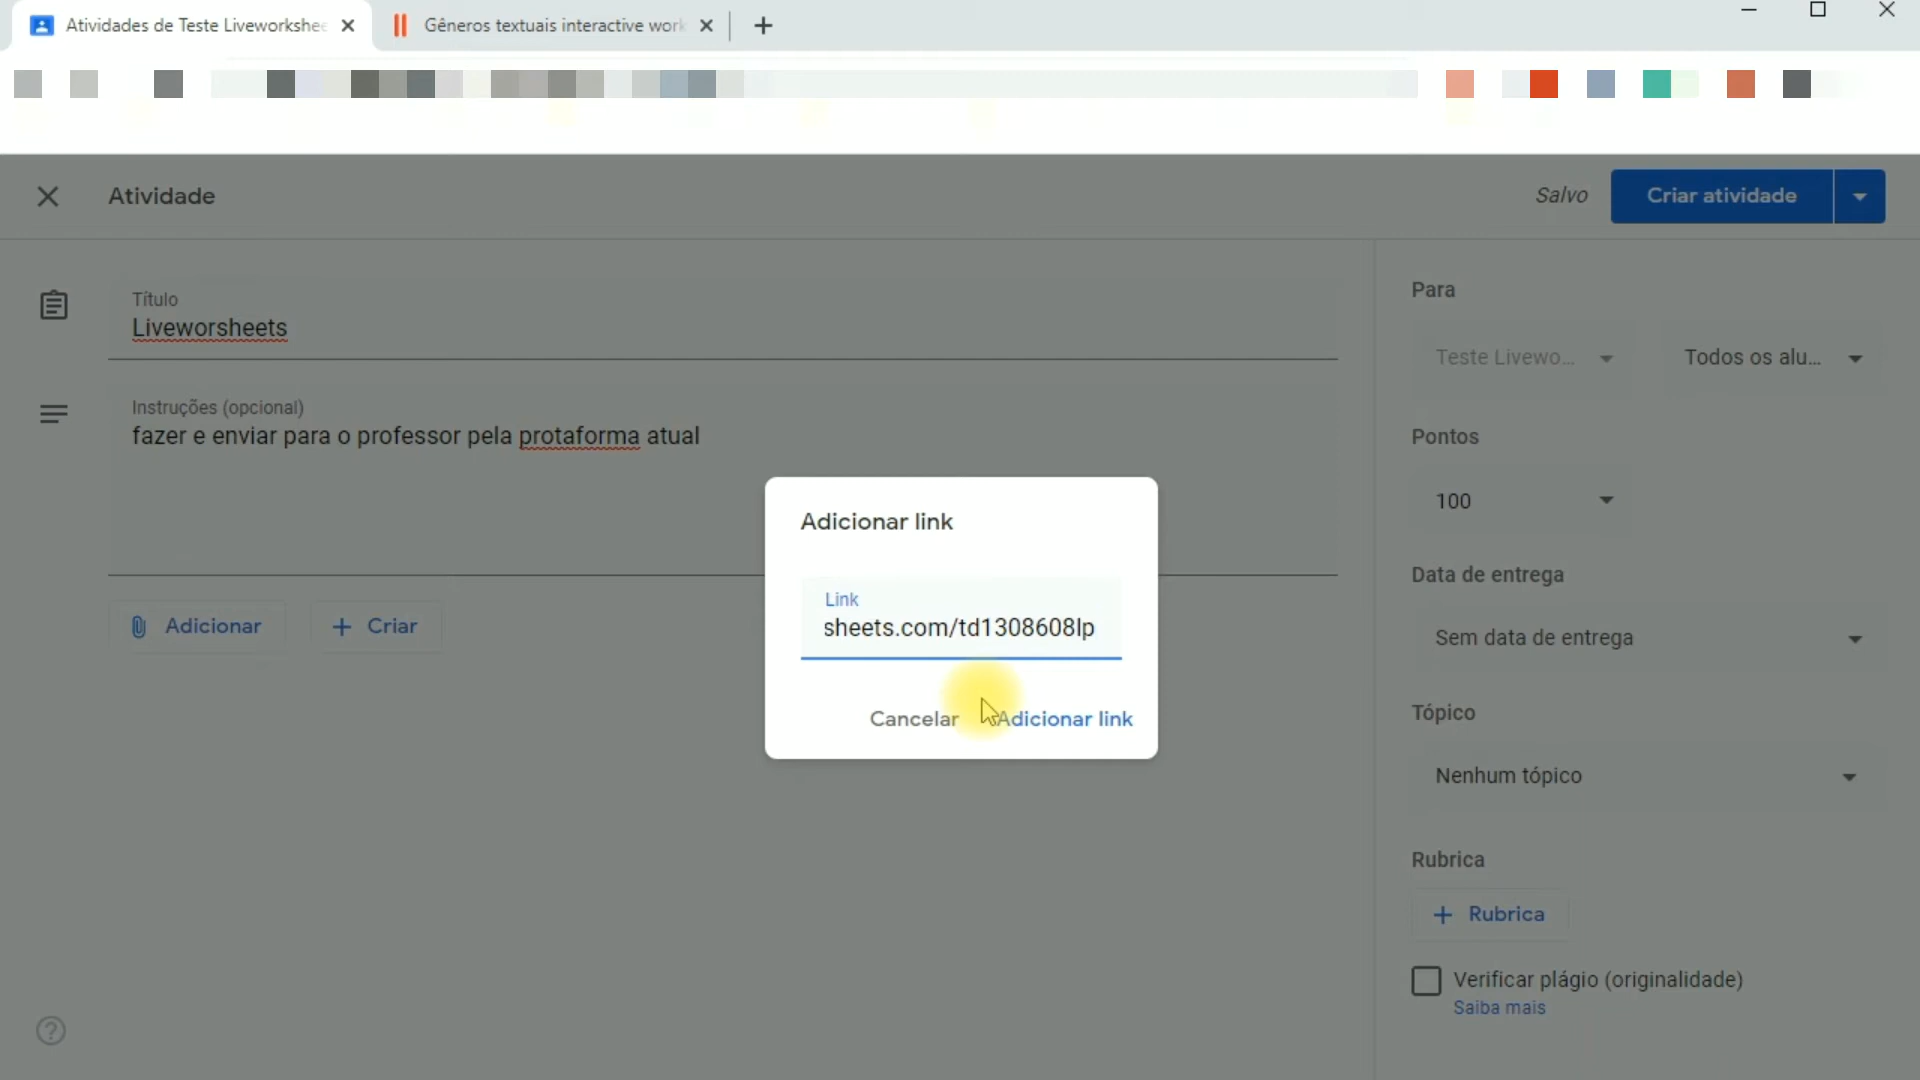 Atividades de Teste Liveworkshee
Gêneros textuais interactive work
Atividade
Salvo
Criar atividade
Título
Liveworsheets
Instruções (opcional)
fazer e enviar para o professor pela protaforma atual
Adicionar
Criar
Adicionar link
Link
sheets.com/td1308608lp
Cancelar
Adicionar link
Para
Teste Livewo...
Todos os alu...
Pontos
100
Data de entrega
Sem data de entrega
Tópico
Nenhum tópico
Rubrica
+ Rubrica
Verificar plágio (originalidade)
Saiba mais